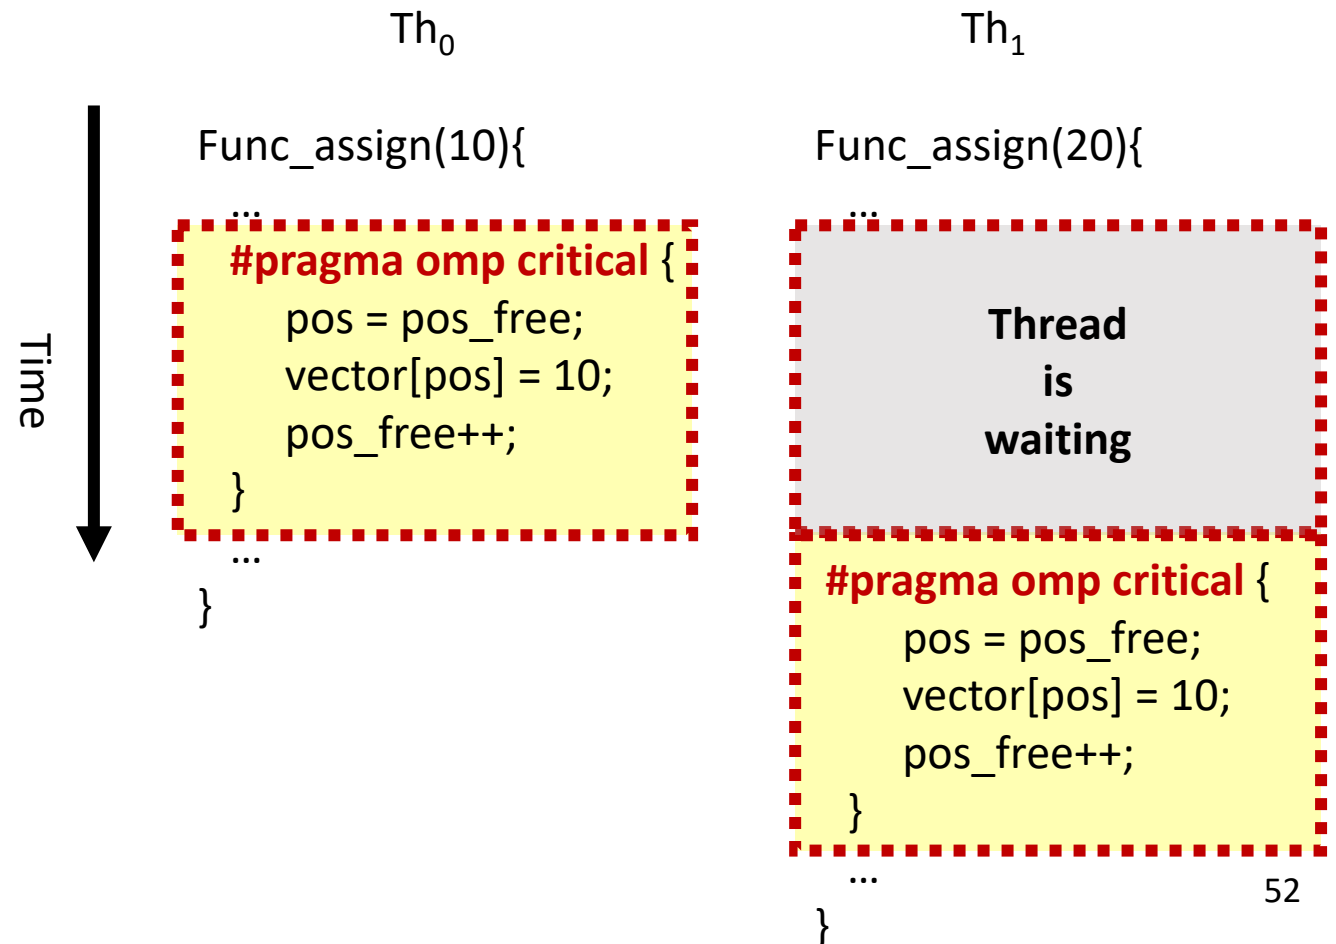 Th0
Th1
Time
Func_assign(10){
...
#pragma omp critical {
pos = pos_free;
vector[pos] = 10;
pos_free++;
}
...
}
Func_assign(20){
...
Thread
is
waiting
#pragma omp critical {
pos = pos_free;
vector[pos] = 10;
pos_free++;
}
...
}
52